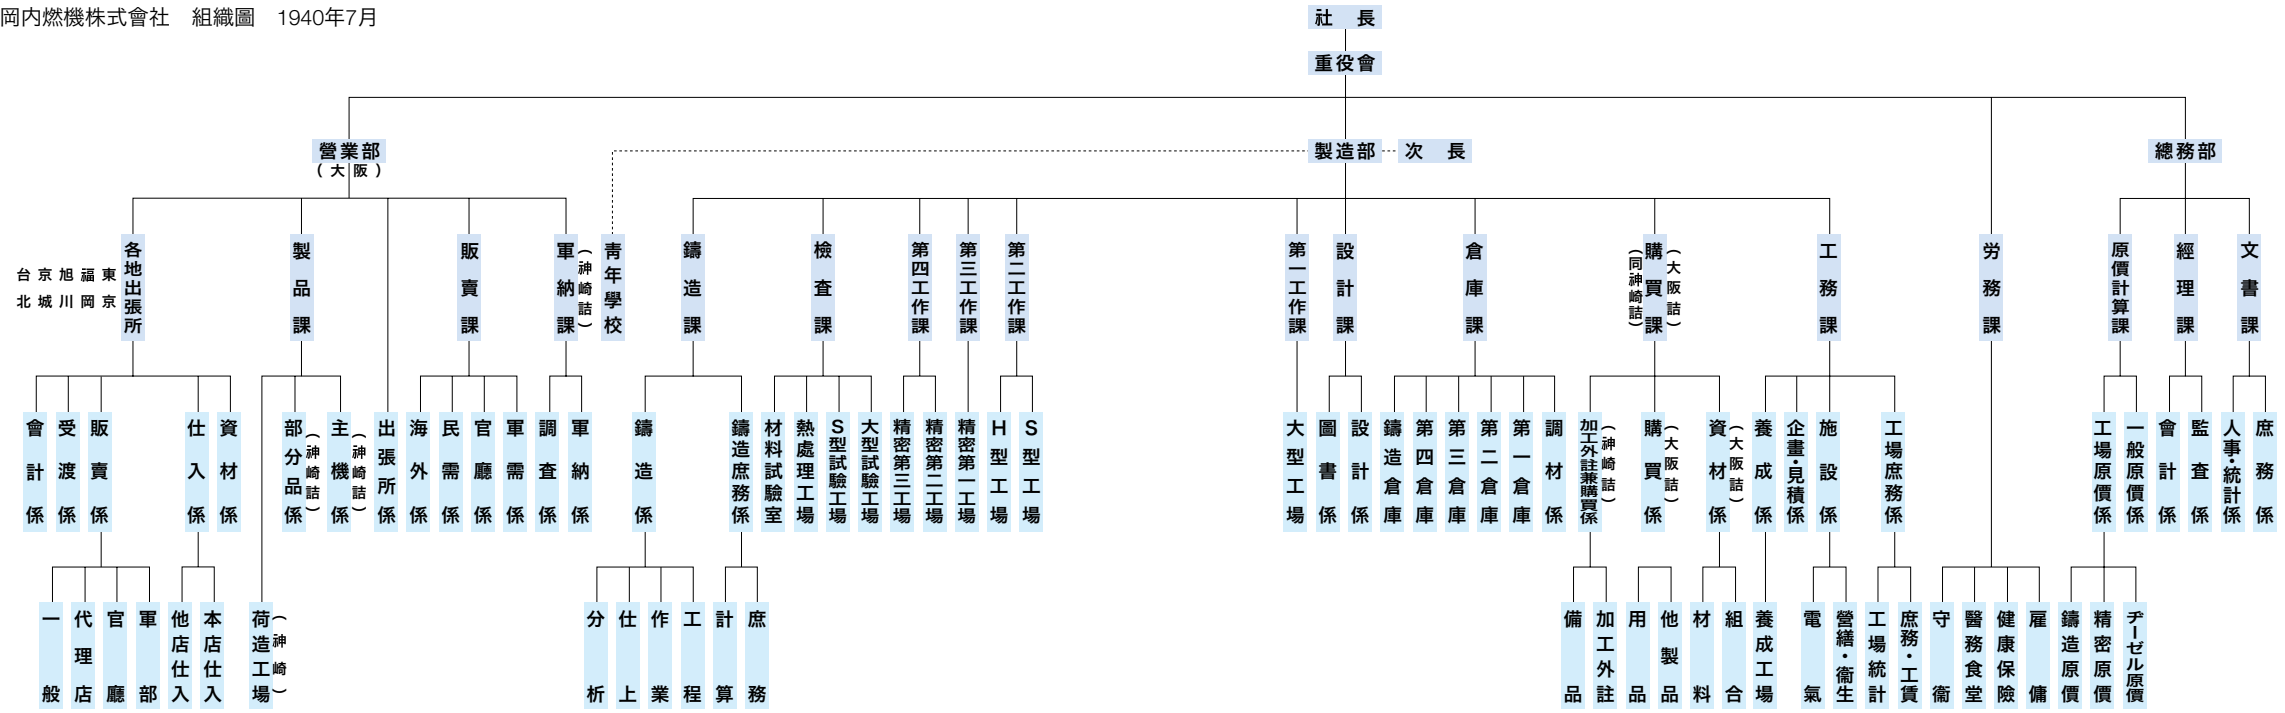 岡内燃機株式會社　組織圖　1940年7月
社　長
重役會
營業部
（大阪）
製造部
次　長
總務部
各地出張所
東京
福岡
旭川
京城
台北
製品課
販賣課
軍納課
（神崎詰）
靑年學校
鑄造課
檢査課
第四工作課
第三工作課
第二工作課
第一工作課
設計課
倉庫課
購買課
（大阪詰）
（同神崎詰）
工務課
労務課
原價計算課
經理課
文書課
會計係
受渡係
販賣係
仕入係
資材係
部分品係
（神崎詰）
主機係
（神崎詰）
出張所係
海外係
民需係
官廳係
軍需係
調査係
軍納係
鑄造係
鑄造庶務係
材料試驗室
熱處理工場
S型試驗工場
大型試驗工場
精密第三工場
精密第二工場
精密第一工場
H型工場
S型工場
大型工場
圖書係
設計係
鑄造倉庫
第四倉庫
第三倉庫
第二倉庫
第一倉庫
調材係
加工外註兼購買係
（神崎詰）
購買係
（大阪詰）
資材係
（大阪詰）
養成係
企畫・見積係
施設係
工場庶務係
工場原價係
一般原價係
會計係
監査係
人事・統計係
庶務係
一般
代理店
官廳
軍部
他店仕入
本店仕入
荷造工場
（神崎）
分析
仕上
作業
工程
計算
庶務
備品
加工外註
用品
他製品
材料
組合
養成工場
電氣
營繕・衞生
工場統計
庶務・工賃
守衞
醫務食堂
健康保險
雇傭
鑄造原價
精密原價
ヂーゼル原價